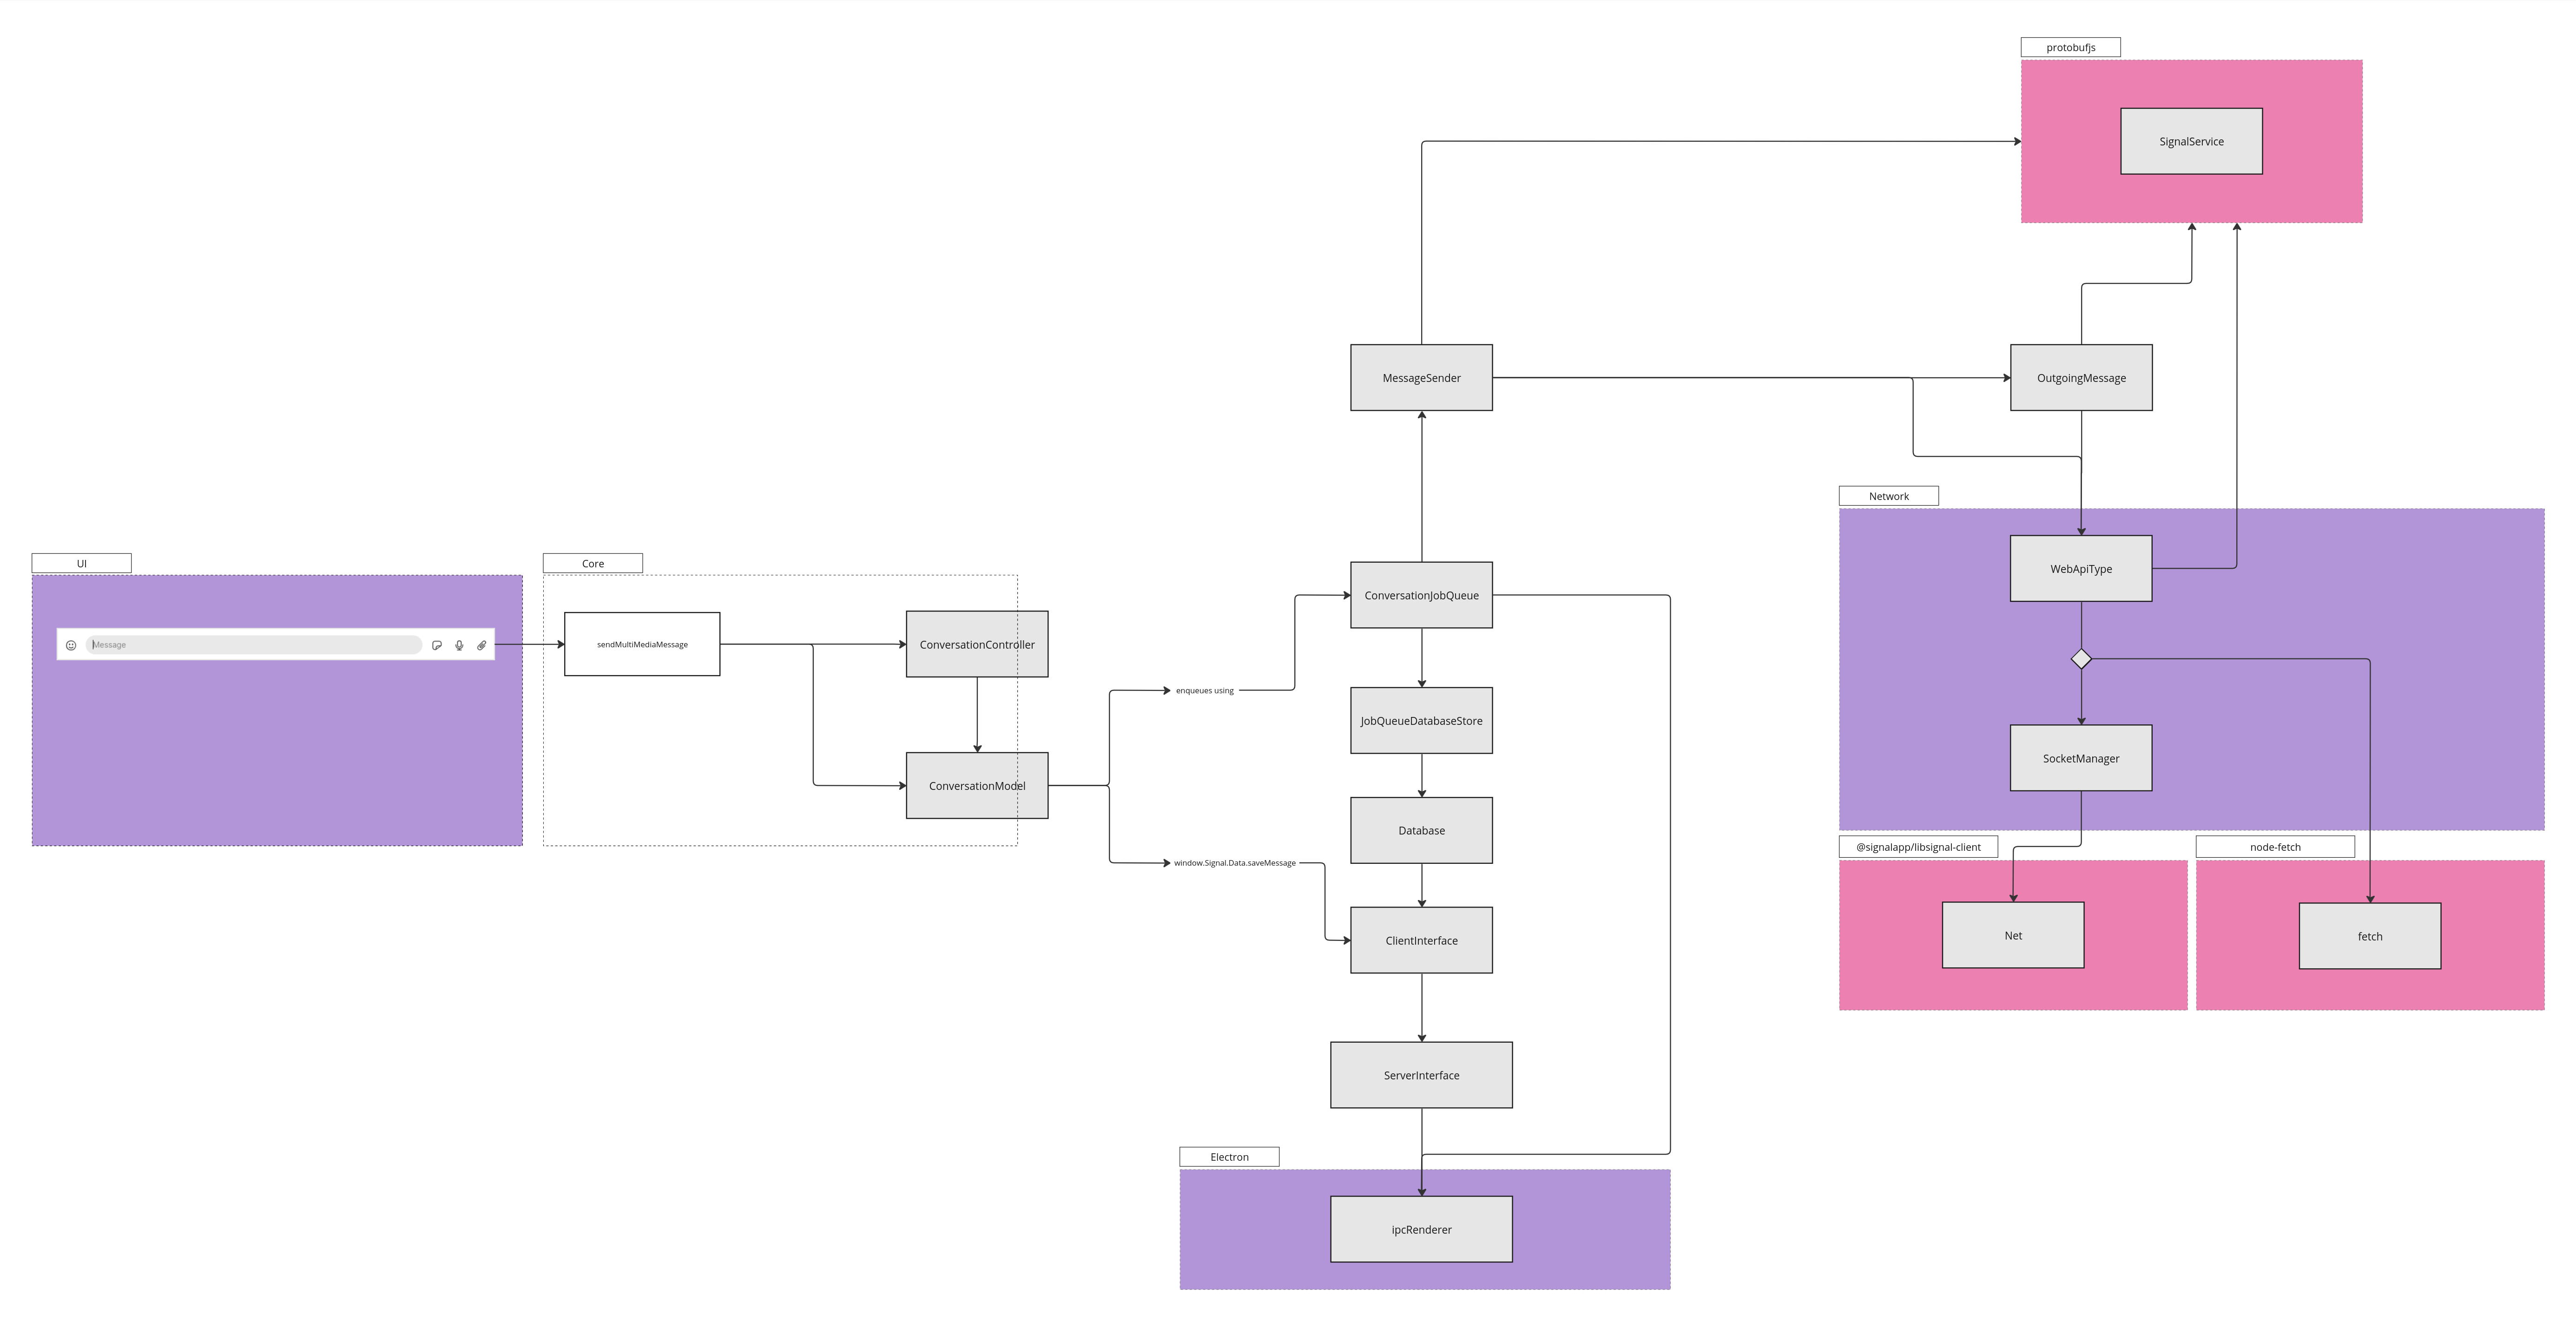 protobufjs
SignalService
MessageSender
OutgoingMessage
Network
WebApiType
UI
Message
Core
sendMultiMediaMessage
ConversationController
ConversationModel
enqueues using
window.Signal.Data.saveMessage
ConversationJobQueue
JobQueueDatabaseStore
Database
ClientInterface
ServerInterface
Electron
ipcRenderer
SocketManager
@signalapp/libsignal-client
Net
node-fetch
fetch